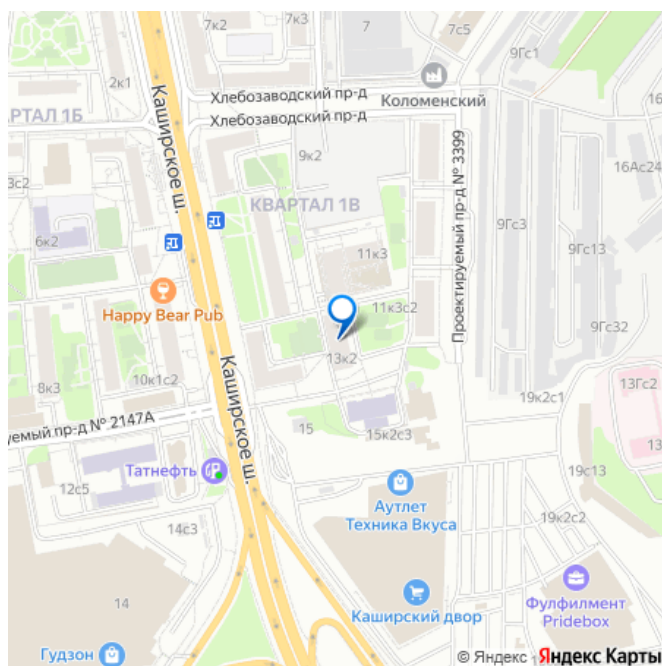 7к2
7к3
7с5
9Гс1
2к1
Хлебозаводский пр-д
Коломенский
КАРТАЛ 1Б
Хлебозаводский пр-д
Каширское ш.
9к2
Проектируемый пр-д № 3399
16Ас24
3с2
КВАРТАЛ 1В
9Гс3
9Гс13
6к2
11к3
Happy Bear Pub
11к3с2
9Гс32
Каширское ш.
13к2
8к3
10к1с2
19к2с1
13Гс2
уемый пр-д № 2147А
15
15к2с3
Татнефть
19с13
12с5
Аутлет
Техника Вкуса
19к2с2
14с3
14
Каширский двор
Фулфилмент
Pridebox
Гудзон
© Яндекс Яндекс Карты